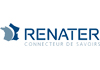 RENATER
CONNECTEUR DE SAVOIRS